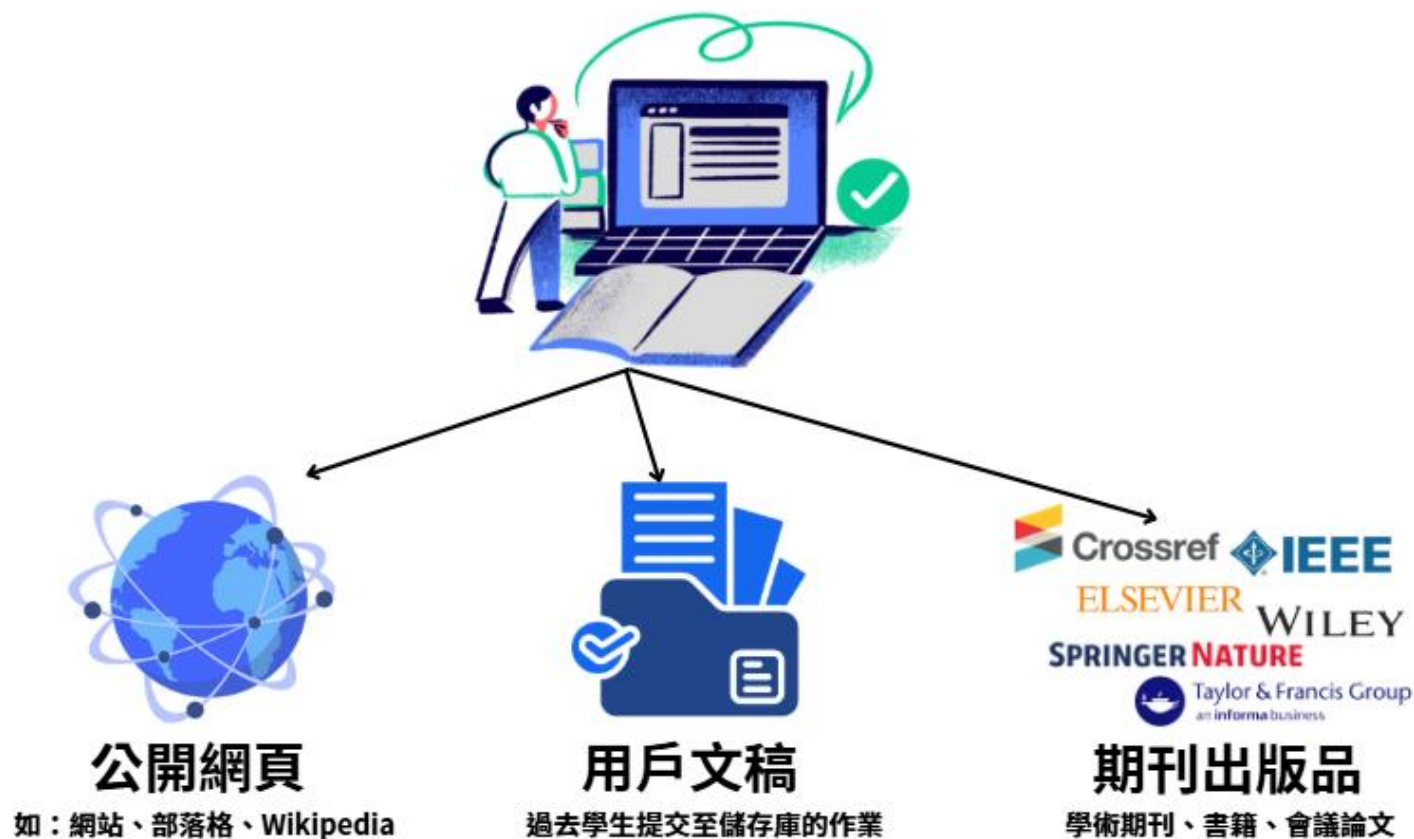 Crossref
IEEE
ELSEVIER
WILEY
SPRINGER NATURE
Taylor & Francis Group
an informa business
公開網頁
如：網站、部落格、Wikipedia
用戶文稿
過去學生提交至儲存庫的作業
期刊出版品
學術期刊、書籍、會議論文